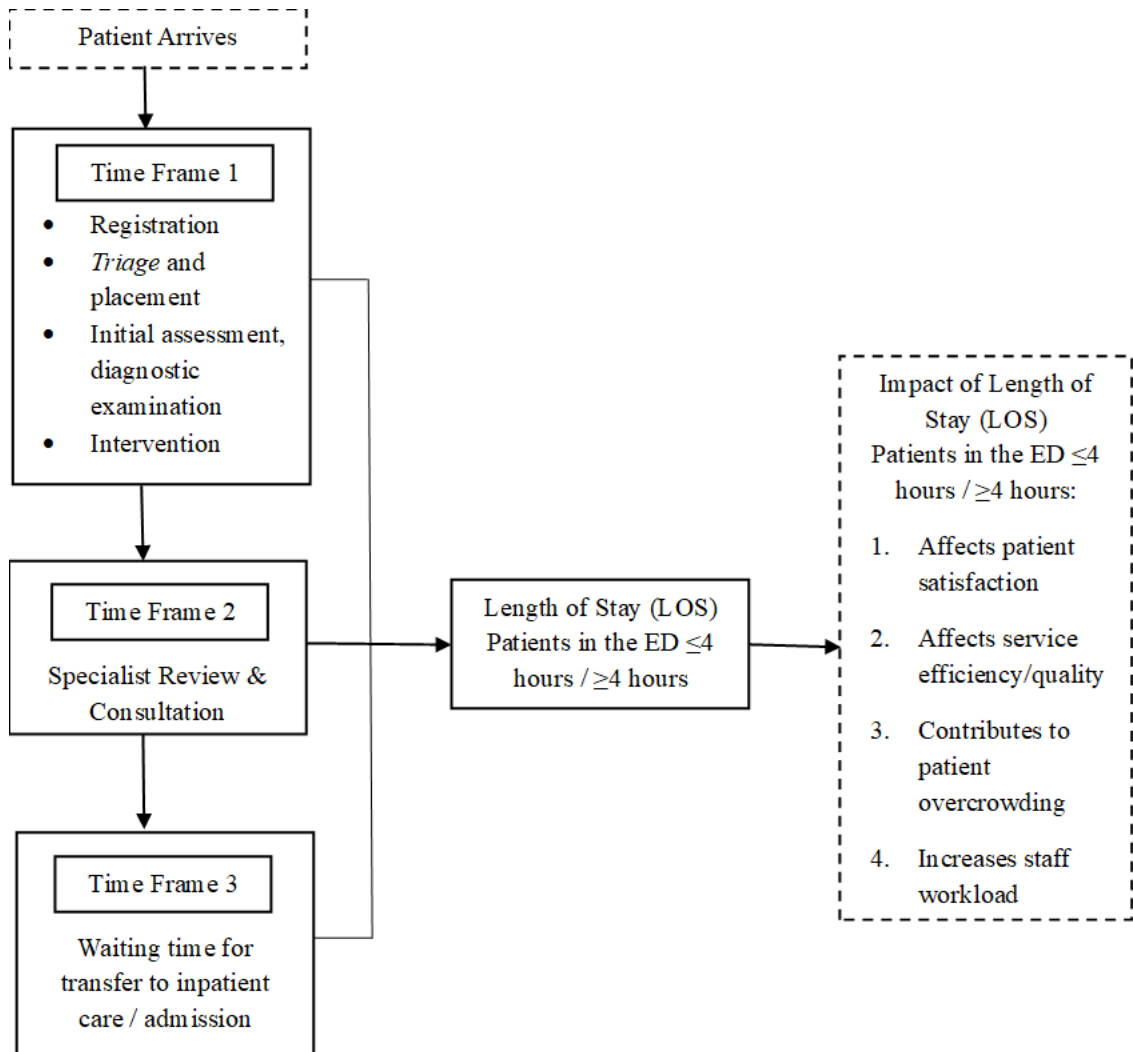 Patient Arrives
Time Frame 1
• Registration
• Triage and
placement
• Initial assessment,
diagnostic
examination
• Intervention
Time Frame 2
Specialist Review &
Consultation
Time Frame 3
Waiting time for
transfer to inpatient
care / admission
Length of Stay (LOS)
Patients in the ED ≤4
hours / ≥4 hours
Impact of Length of
Stay (LOS)
Patients in the ED ≤4
hours / ≥4 hours:
1. Affects patient
satisfaction
2. Affects service
efficiency/quality
3. Contributes to
patient
overcrowding
4. Increases staff
workload